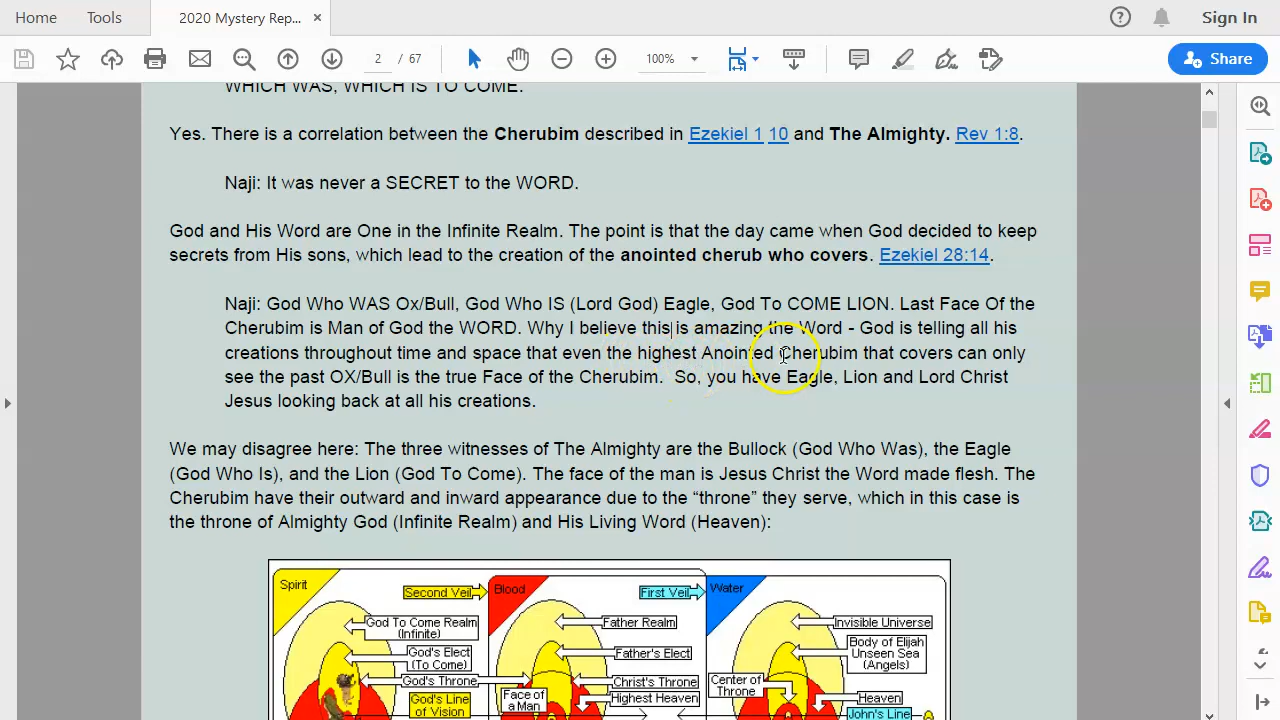 Home
Tools
2020 Mystery Rep...
Sign In
2 / 67
100%
Share
WHICH WAS, WHICH IS TO COME.
Yes. There is a correlation between the Cherubim described in Ezekiel 1 10 and The Almighty. Rev 1:8.
Naji: It was never a SECRET to the WORD.
God and His Word are One in the Infinite Realm. The point is that the day came when God decided to keep
secrets from His sons, which lead to the creation of the anointed cherub who covers. Ezekiel 28:14.
Naji: God Who WAS Ox/Bull, God Who IS (Lord God) Eagle, God To COME LION. Last Face Of the
Cherubim is Man of God the WORD. Why I believe this is amazing the Word - God is telling all his
creations throughout time and space that even the highest Anointed Cherubim that covers can only
see the past OX/Bull is the true Face of the Cherubim. So, you have Eagle, Lion and Lord Christ
Jesus looking back at all his creations.
We may disagree here: The three witnesses of The Almighty are the Bullock (God Who Was), the Eagle
(God Who Is), and the Lion (God To Come). The face of the man is Jesus Christ the Word made flesh. The
Cherubim have their outward and inward appearance due to the “throne” they serve, which in this case is
the throne of Almighty God (Infinite Realm) and His Living Word (Heaven):
Spirit
Second Veil
God To Come Realm
(Infinite)
God's Elect
(To Come)
God's Throne
God's Line
of Vision
Blood
First Veil
Father Realm
Father's Elect
Christ's Throne
Face of
a Man
Highest Heaven
Water
Invisible Universe
Body of Elijah
Unseen Sea
(Angels)
Center of
Throne
Heaven
John's Line